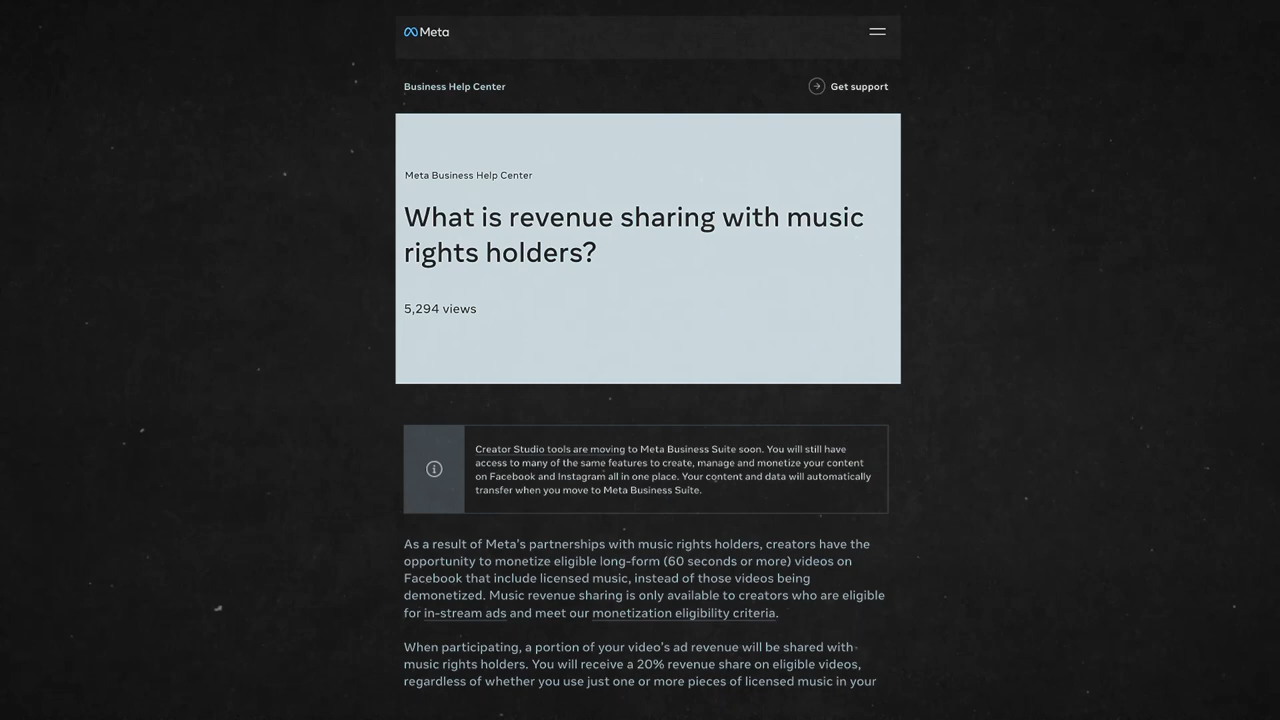 Meta
Business Help Center
Get support
Meta Business Help Center
What is revenue sharing with music
rights holders?
5,294 views
Creator Studio tools are moving to Meta Business Suite soon. You will still have
access to many of the same features to create, manage and monetize your content
on Facebook and Instagram all in one place. Your content and data will automatically
transfer when you move to Meta Business Suite.
As a result of Meta's partnerships with music rights holders, creators have the
opportunity to monetize eligible long-form (60 seconds or more) videos on
Facebook that include licensed music, instead of those videos being
demonetized. Music revenue sharing is only available to creators who are eligible
for in-stream ads and meet our monetization eligibility criteria.
When participating, a portion of your video's ad revenue will be shared with
music rights holders. You will receive a 20% revenue share on eligible videos,
regardless of whether you use just one or more pieces of licensed music in your